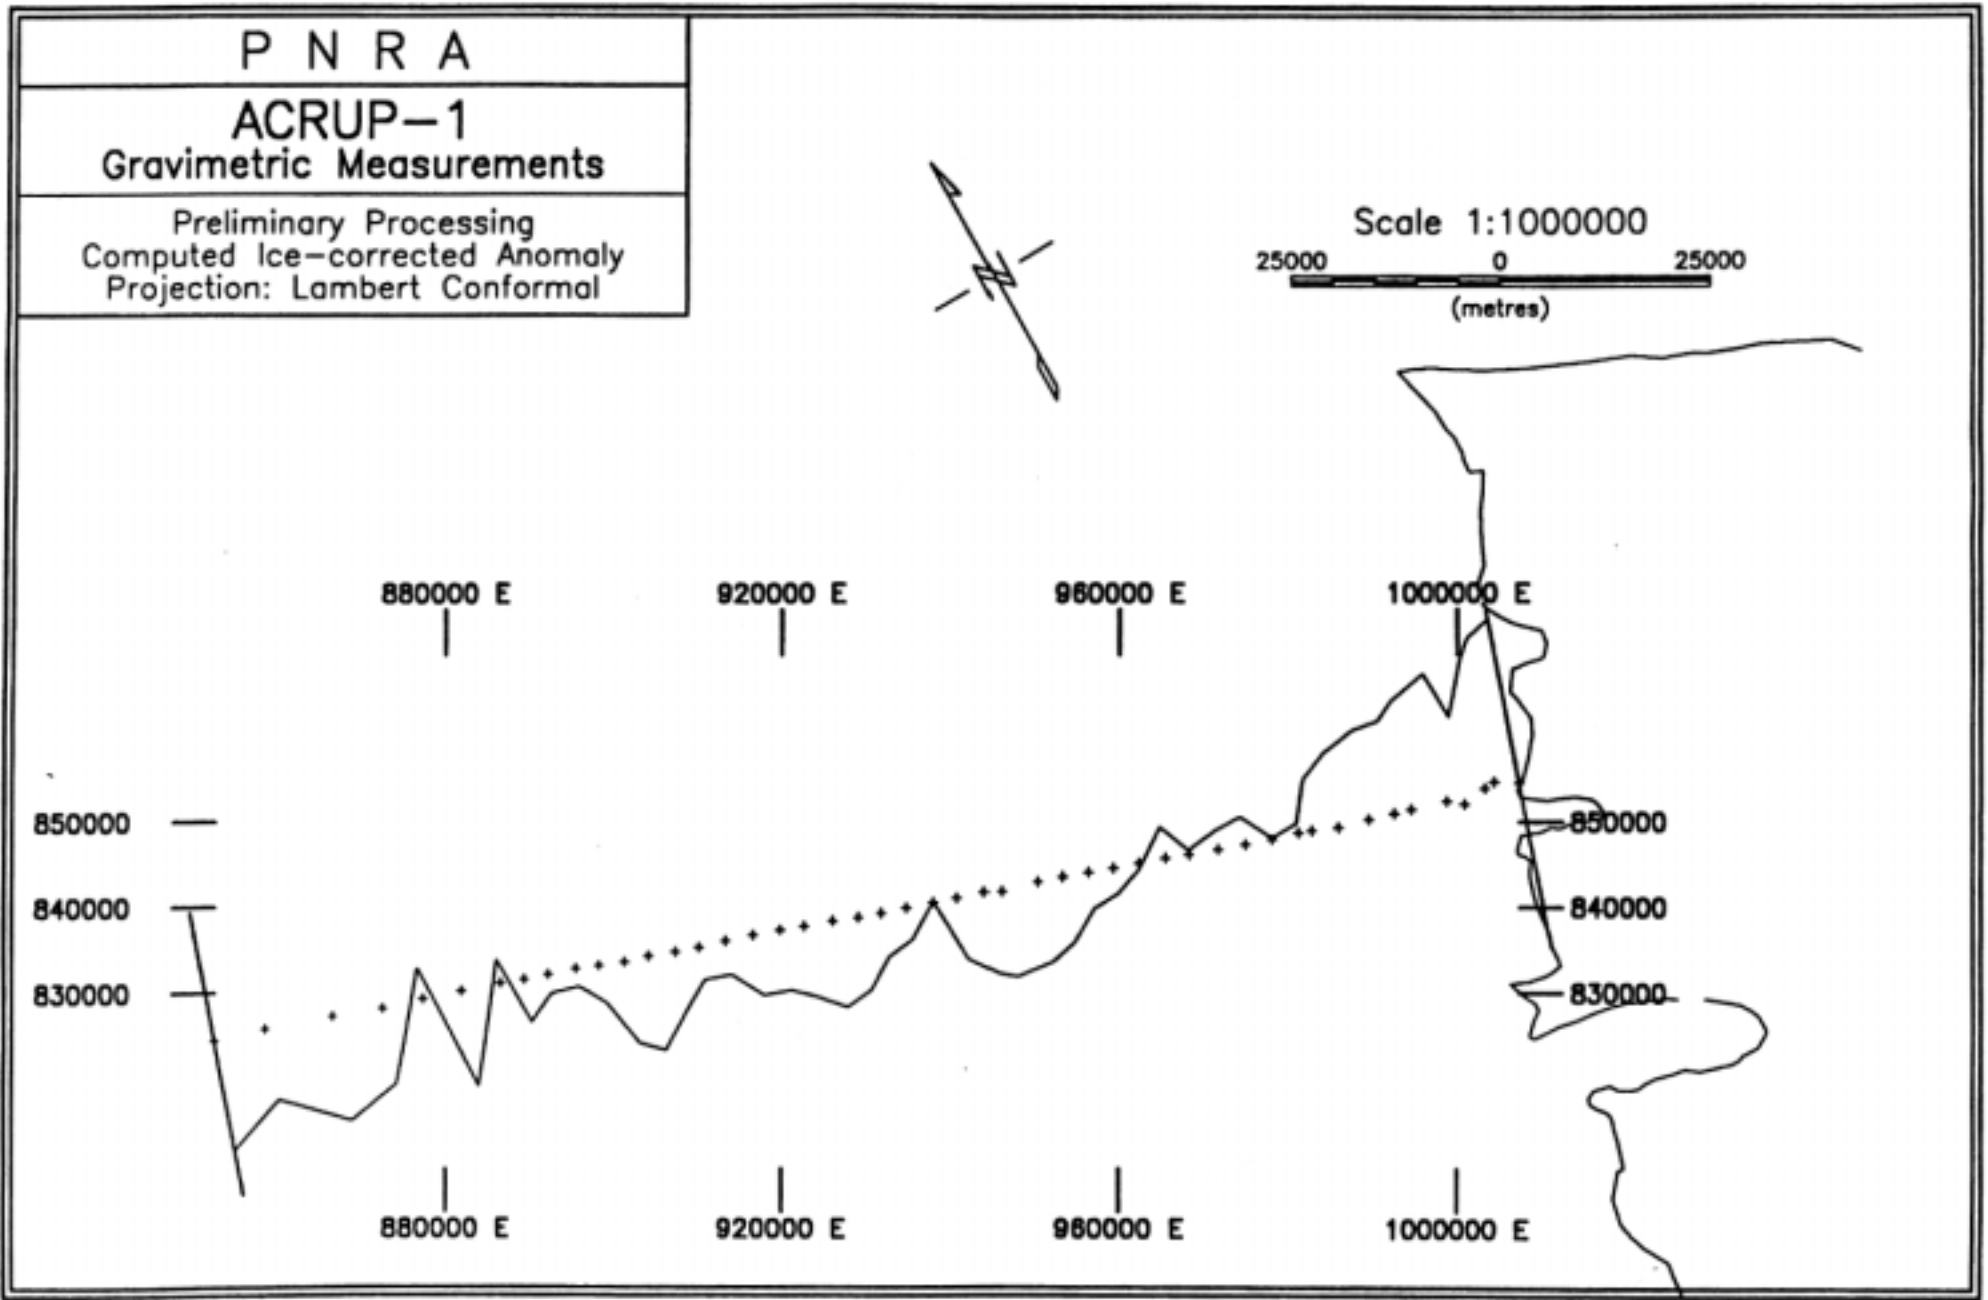 P N R A
ACRUP-1
Gravimetric Measurements
Preliminary Processing
Computed Ice-corrected Anomaly
Projection: Lambert Conformal
Scale 1:1000000
25000 0 25000
(metres)
880000 E 920000 E 960000 E 1000000 E
850000 850000
840000 840000
830000 830000
880000 E 920000 E 960000 E 1000000 E